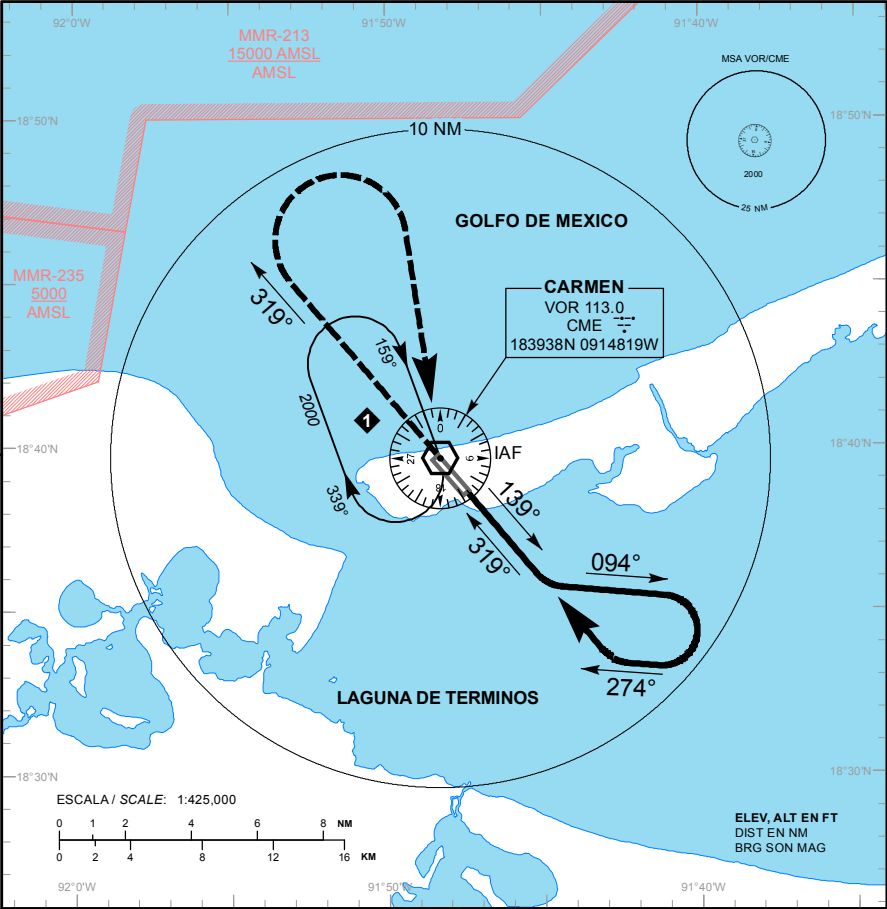 92°0'W
91°50'W
91°40'W
MMR-213
15000 AMSL
AMSL
MSA VOR/CME
18°50'N
18°50'N
10 NM
2000
25 NM
GOLFO DE MEXICO
MMR-235
5000
AMSL
CARMEN
VOR 113.0
CME
183938N 0914819W
319°
159°
2000
1
0
18°40'N
18°40'N
27
9
IAF
18
339°
139°
319°
094°
274°
LAGUNA DE TERMINOS
18°30'N
18°30'N
ESCALA / SCALE: 1:425,000
0 1 2 4 6 8 NM
0 2 4 8 12 16 KM
ELEV, ALT EN FT
DIST EN NM
BRG SON MAG
92°0'W
91°50'W
91°40'W